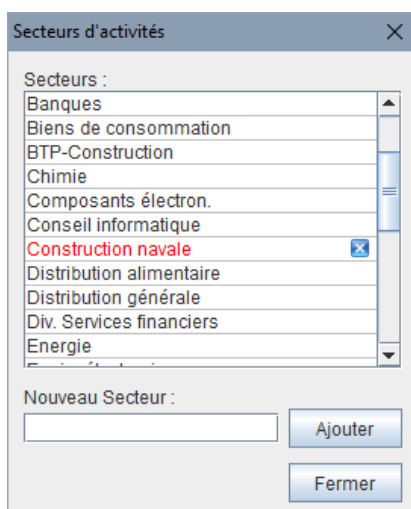 Secteurs d'activités
Secteurs :
Banques
Biens de consommation
BTP-Construction
Chimie
Composants électron.
Conseil informatique
Construction navale
Distribution alimentaire
Distribution générale
Div. Services financiers
Energie
Nouveau Secteur :
Ajouter
Fermer